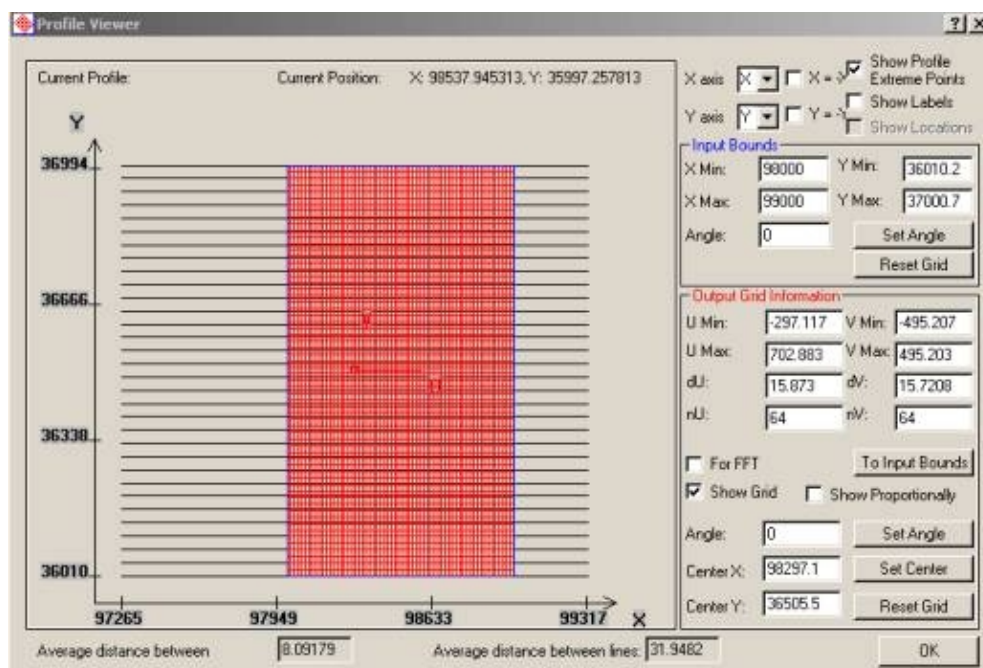 Profile Viewer
Current Profile: Current Position: X: 98537.945313, Y: 35997.257813
Y
36994
36666
36338
36010
97265 97949 98633 99317 X
U
V
Average distance between 8.09179 Average distance between lines: 31.9482
X axis X X = -X Show Profile Extreme Points
Y axis Y Y = -Y Show Labels
Show Locations
Input Bounds
X Min: 98000 Y Min: 36010.2
X Max: 99000 Y Max: 37000.7
Angle: 0 Set Angle
Reset Grid
Output Grid Information
U Min: -297.117 V Min: -495.207
U Max: 702.883 V Max: 495.203
dU: 15.873 dV: 15.7208
nU: 64 nV: 64
For FFT To Input Bounds
Show Grid Show Proportionally
Angle: 0 Set Angle
Center X: 98297.1 Set Center
Center Y: 36505.5 Reset Grid
OK